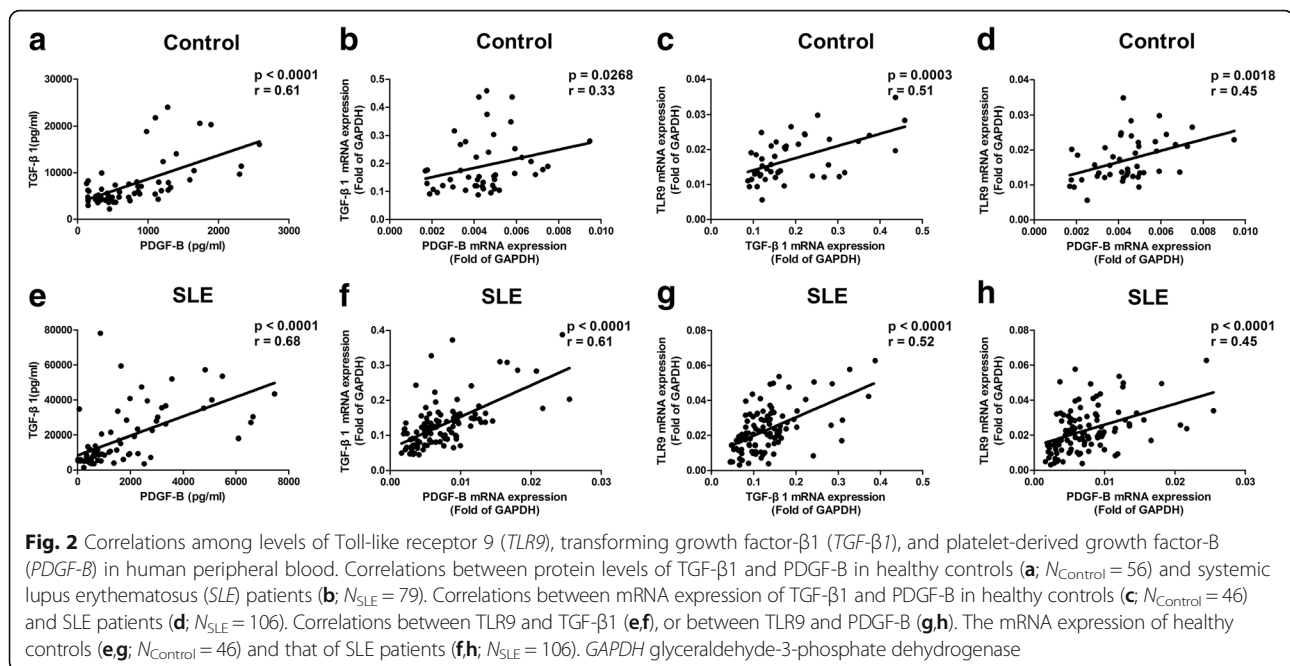 a Control b Control c Control d Control
p < 0.0001
r = 0.61
TGF-β 1(pg/ml)
30000
20000
10000
0
0 1000 2000 3000
PDGF-B (pg/ml)
p = 0.0268
r = 0.33
TGF-β 1 mRNA expression
(Fold of GAPDH)
0.5
0.4
0.3
0.2
0.1
0.0
0.000 0.002 0.004 0.006 0.008 0.010
PDGF-B mRNA expression
(Fold of GAPDH)
p = 0.0003
r = 0.51
TLR9 mRNA expression
(Fold of GAPDH)
0.04
0.03
0.02
0.01
0.00
0.0 0.1 0.2 0.3 0.4 0.5
TGF-β 1 mRNA expression
(Fold of GAPDH)
p = 0.0018
r = 0.45
TLR9 mRNA expression
(Fold of GAPDH)
0.04
0.03
0.02
0.01
0.00
0.000 0.002 0.004 0.006 0.008 0.010
PDGF-B mRNA expression
(Fold of GAPDH)
e SLE f SLE g SLE h SLE
p < 0.0001
r = 0.68
TGF-β 1(pg/ml)
80000
60000
40000
20000
0
0 2000 4000 6000 8000
PDGF-B (pg/ml)
p < 0.0001
r = 0.61
TGF-β 1 mRNA expression
(Fold of GAPDH)
0.4
0.3
0.2
0.1
0.0
0.00 0.01 0.02 0.03
PDGF-B mRNA expression
(Fold of GAPDH)
p < 0.0001
r = 0.52
TLR9 mRNA expression
(Fold of GAPDH)
0.08
0.06
0.04
0.02
0.00
0.0 0.1 0.2 0.3 0.4 0.5
TGF-β 1 mRNA expression
(Fold of GAPDH)
p < 0.0001
r = 0.45
TLR9 mRNA expression
(Fold of GAPDH)
0.08
0.06
0.04
0.02
0.00
0.00 0.01 0.02 0.03
PDGF-B mRNA expression
(Fold of GAPDH)
Fig. 2 Correlations among levels of Toll-like receptor 9 (TLR9), transforming growth factor-β1 (TGF-β1), and platelet-derived growth factor-B
(PDGF-B) in human peripheral blood. Correlations between protein levels of TGF-β1 and PDGF-B in healthy controls (a; NControl = 56) and systemic
lupus erythematosus (SLE) patients (b; NSLE = 79). Correlations between mRNA expression of TGF-β1 and PDGF-B in healthy controls (c; NControl = 46)
and SLE patients (d; NSLE = 106). Correlations between TLR9 and TGF-β1 (e,f), or between TLR9 and PDGF-B (g,h). The mRNA expression of healthy
controls (e,g; NControl = 46) and that of SLE patients (f,h; NSLE = 106). GAPDH glyceraldehyde-3-phosphate dehydrogenase